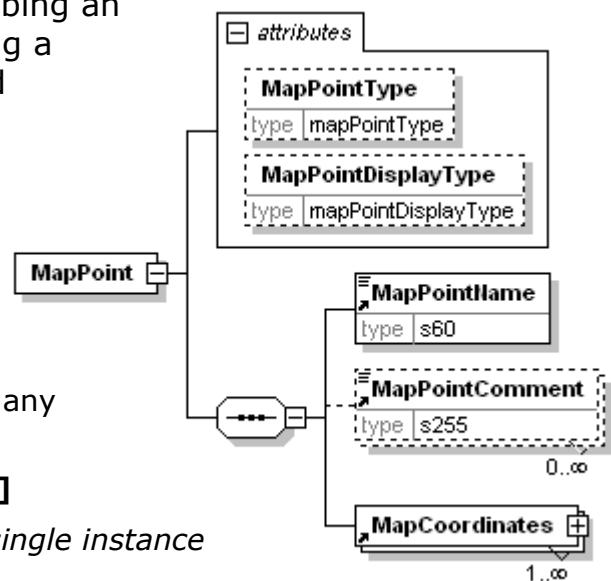 bing an
g a
d
any
]
single instance
attributes
MapPointType
type mapPointType
MapPointDisplayType
type mapPointDisplayType
MapPoint
MapPointName
type s60
MapPointComment
type s255
0..∞
MapCoordinates
1..∞